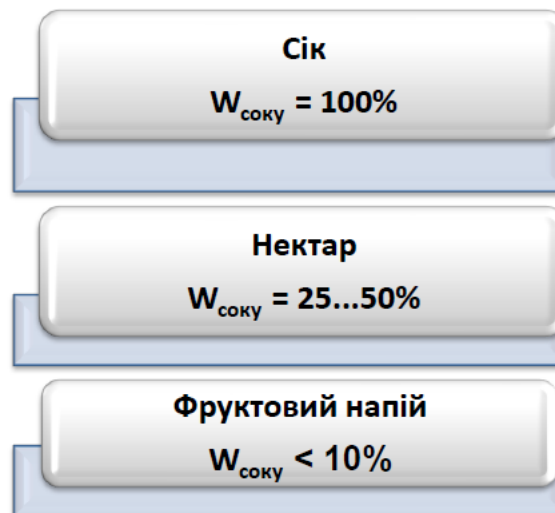 Сік
Wсоку = 100%
Нектар
Wсоку = 25...50%
Фруктовий напій
Wсоку < 10%